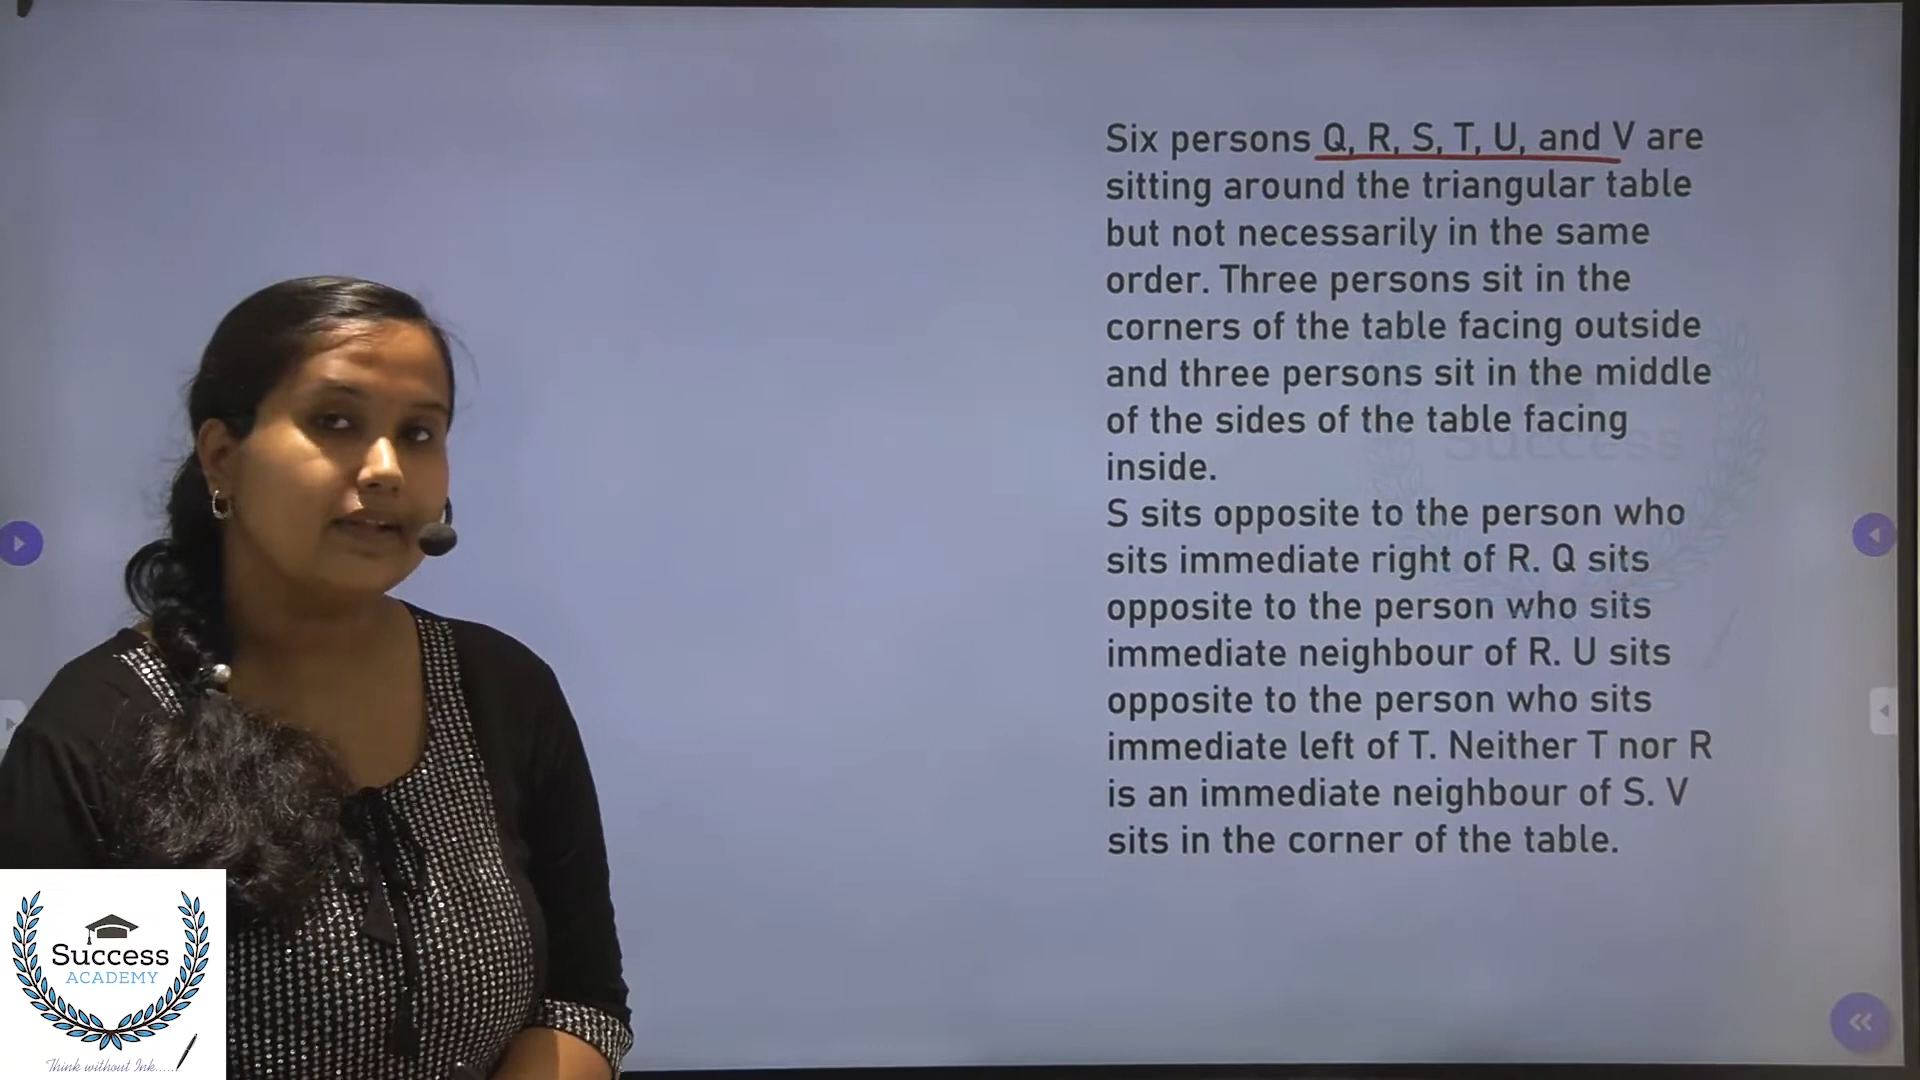 Six persons Q, R, S, T, U, and V are
sitting around the triangular table
but not necessarily in the same
order. Three persons sit in the
corners of the table facing outside
and three persons sit in the middle
of the sides of the table facing
inside.
S sits opposite to the person who
sits immediate right of R. Q sits
opposite to the person who sits
immediate neighbour of R. U sits
opposite to the person who sits
immediate left of T. Neither T nor R
is an immediate neighbour of S. V
sits in the corner of the table.
Success
Success
ACADEMY
Think without Ink.....